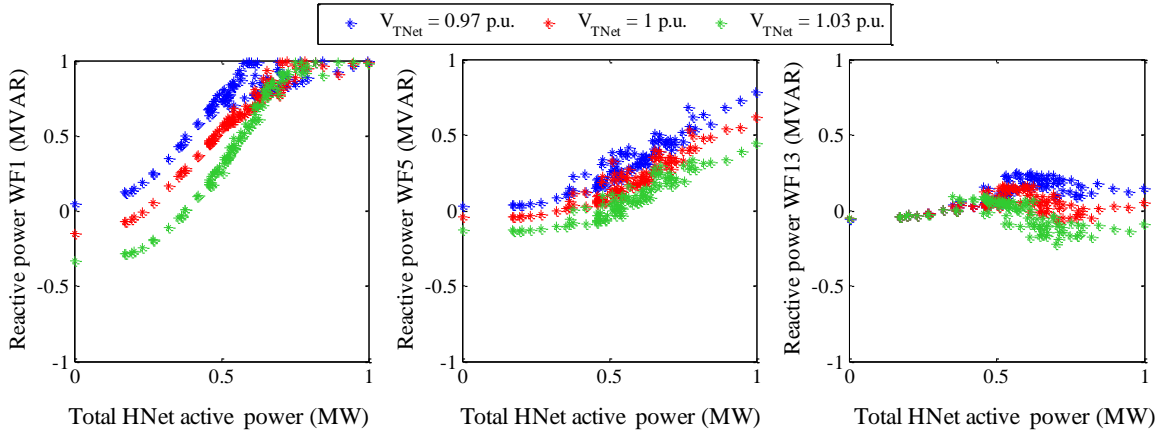 V_TNet = 0.97 p.u. V_TNet = 1 p.u. V_TNet = 1.03 p.u.
Reactive power WF1 (MVAR)
1
0.5
0
-0.5
-1
0 0.5 1
Total HNet active power (MW)
Reactive power WF5 (MVAR)
1
0.5
0
-0.5
-1
0 0.5 1
Total HNet active power (MW)
Reactive power WF13 (MVAR)
1
0.5
0
-0.5
-1
0 0.5 1
Total HNet active power (MW)